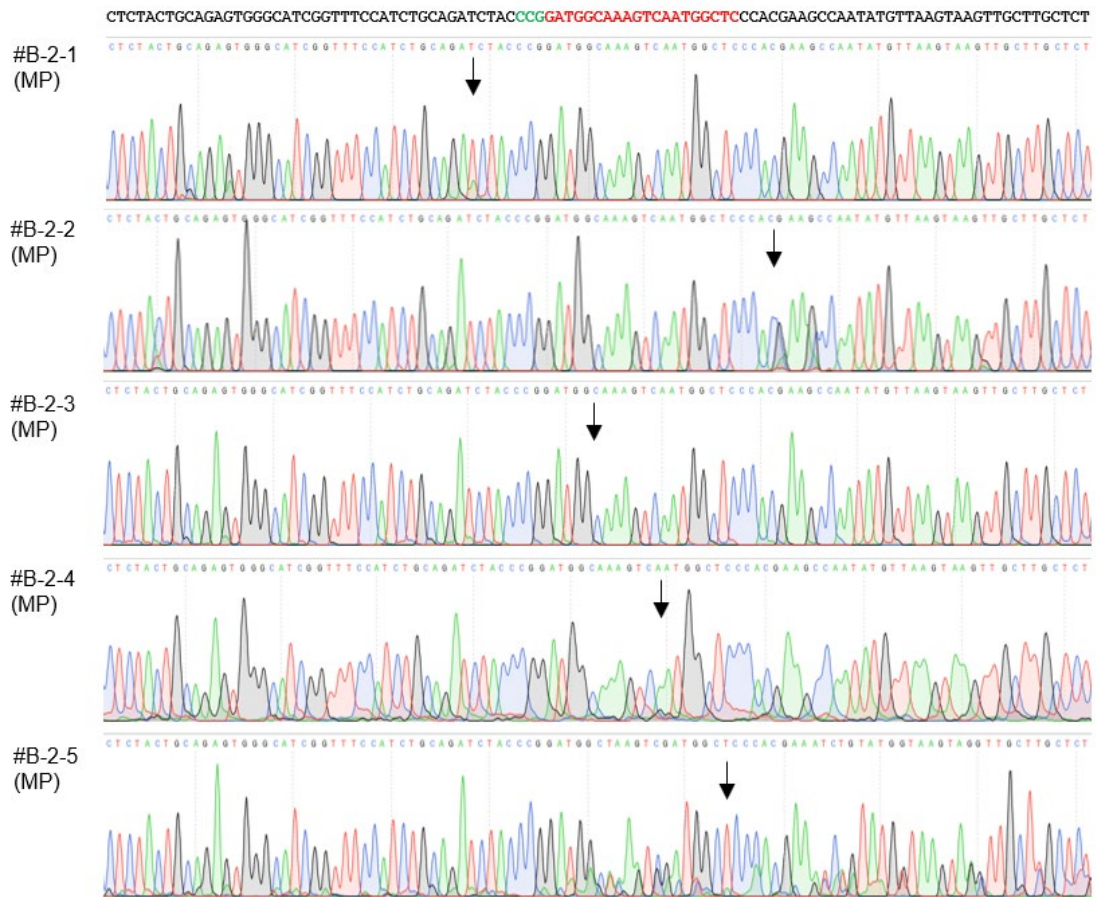 CTCTACTGCAGAGTGGGCATCGGTTTCCATCTGCAGATCTACCCGGATGGCAAAGTCAATGGCTCCCACGAAGCCAATATGTTAAGTAAGTTGCTTGCTCT
#B-2-1
(MP)
CTCTACTGCAGAGTGGGCATCGGTTTCCATCTGCAGATCTACCCGGATGGCAAAGTCAATGGCTCCCACGAAGCCAATATGTTAAGTAAGTTGCTTGCTCT
#B-2-2
(MP)
CTCTACTGCAGAGTGGGCATCGGTTTCCATCTGCAGATCTACCCGGATGGCAAAGTCAATGGCTCCCACGAAGCCAATATGTTAAGTAAGTTGCTTGCTCT
#B-2-3
(MP)
CTCTACTGCAGAGTGGGCATCGGTTTCCATCTGCAGATCTACCCGGATGGCAAAGTCAATGGCTCCCACGAAGCCAATATGTTAAGTAAGTTGCTTGCTCT
#B-2-4
(MP)
CTCTACTGCAGAGTGGGCATCGGTTTCCATCTGCAGATCTACCCGGATGGCAAAGTCAATGGCTCCCACGAAGCCAATATGTTAAGTAAGTTGCTTGCTCT
#B-2-5
(MP)
CTCTACTGCAGAGTGGGCATCGGTTTCCATCTGCAGATCTACCCGGATGGCTAAGTCGATGGCTCCCACGAAATCTGTATGGTAAGTAGGTTGCTTGCTCT